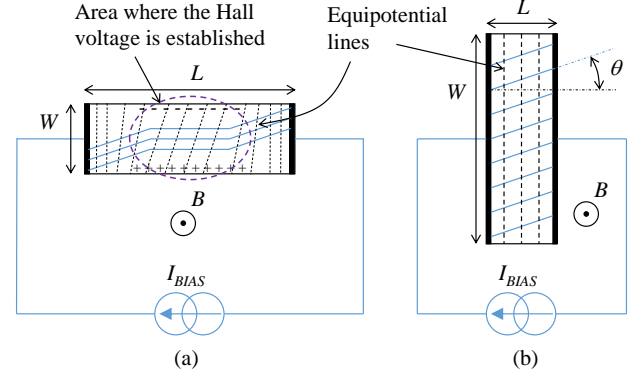 Area where the Hall
voltage is established
Equipotential
lines
L
W
B
I_BIAS
(a)
L
W
θ
B
I_BIAS
(b)